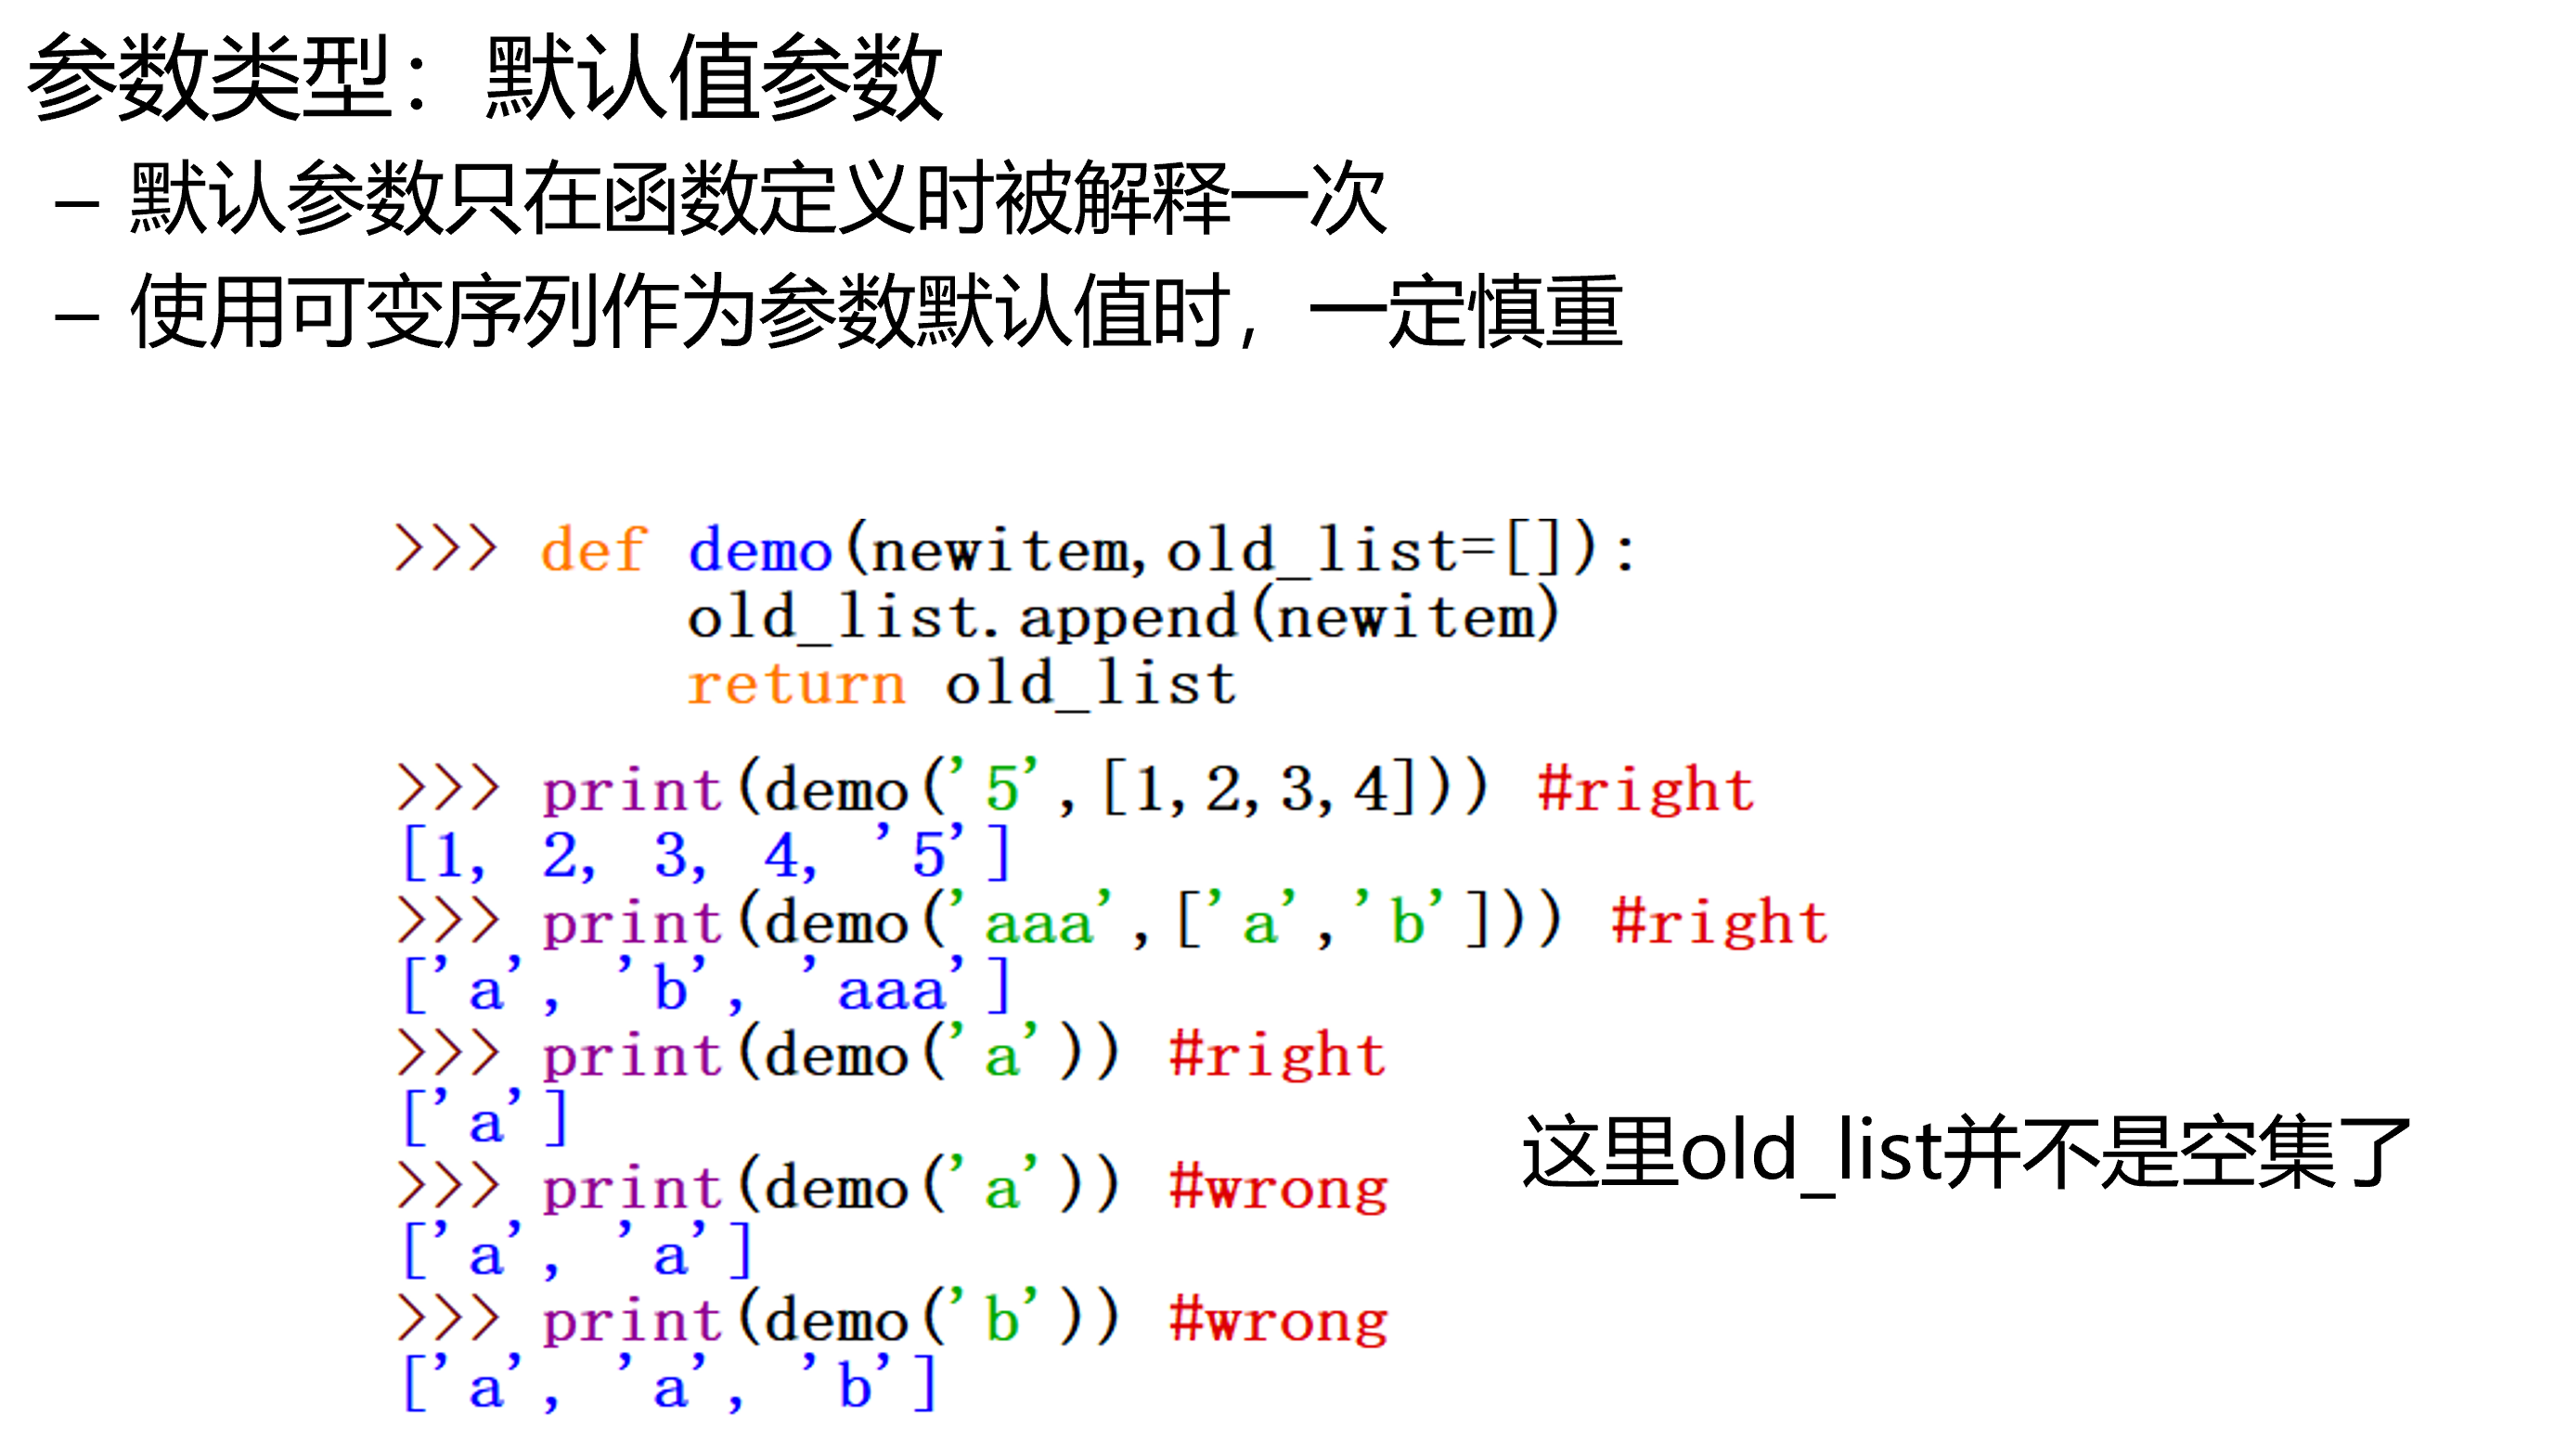 参数类型：默认值参数
– 默认参数只在函数定义时被解释一次
– 使用可变序列作为参数默认值时，一定慎重
>>> def demo(newitem,old_list=[]):
old_list.append(newitem)
return old_list
>>> print(demo('5',[1,2,3,4])) #right
[1, 2, 3, 4, '5']
>>> print(demo('aaa',['a','b'])) #right
['a', 'b', 'aaa']
>>> print(demo('a')) #right
['a']
这里old_list并不是空集了
>>> print(demo('a')) #wrong
['a', 'a']
>>> print(demo('b')) #wrong
['a', 'a', 'b']